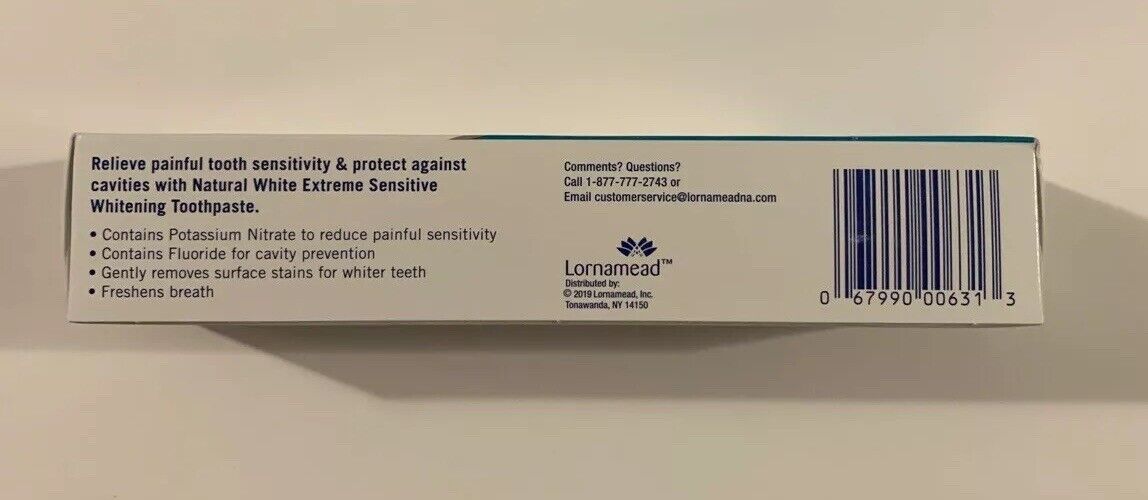 Relieve painful tooth sensitivity & protect against
cavities with Natural White Extreme Sensitive
Whitening Toothpaste.
• Contains Potassium Nitrate to reduce painful sensitivity
• Contains Fluoride for cavity prevention
• Gently removes surface stains for whiter teeth
• Freshens breath
Comments? Questions?
Call 1-877-777-2743 or
Email customerservice@lornameadna.com
Lornamead™
Distributed by:
© 2019 Lornamead, Inc.
Tonawanda, NY 14150
0 67990 00631 3